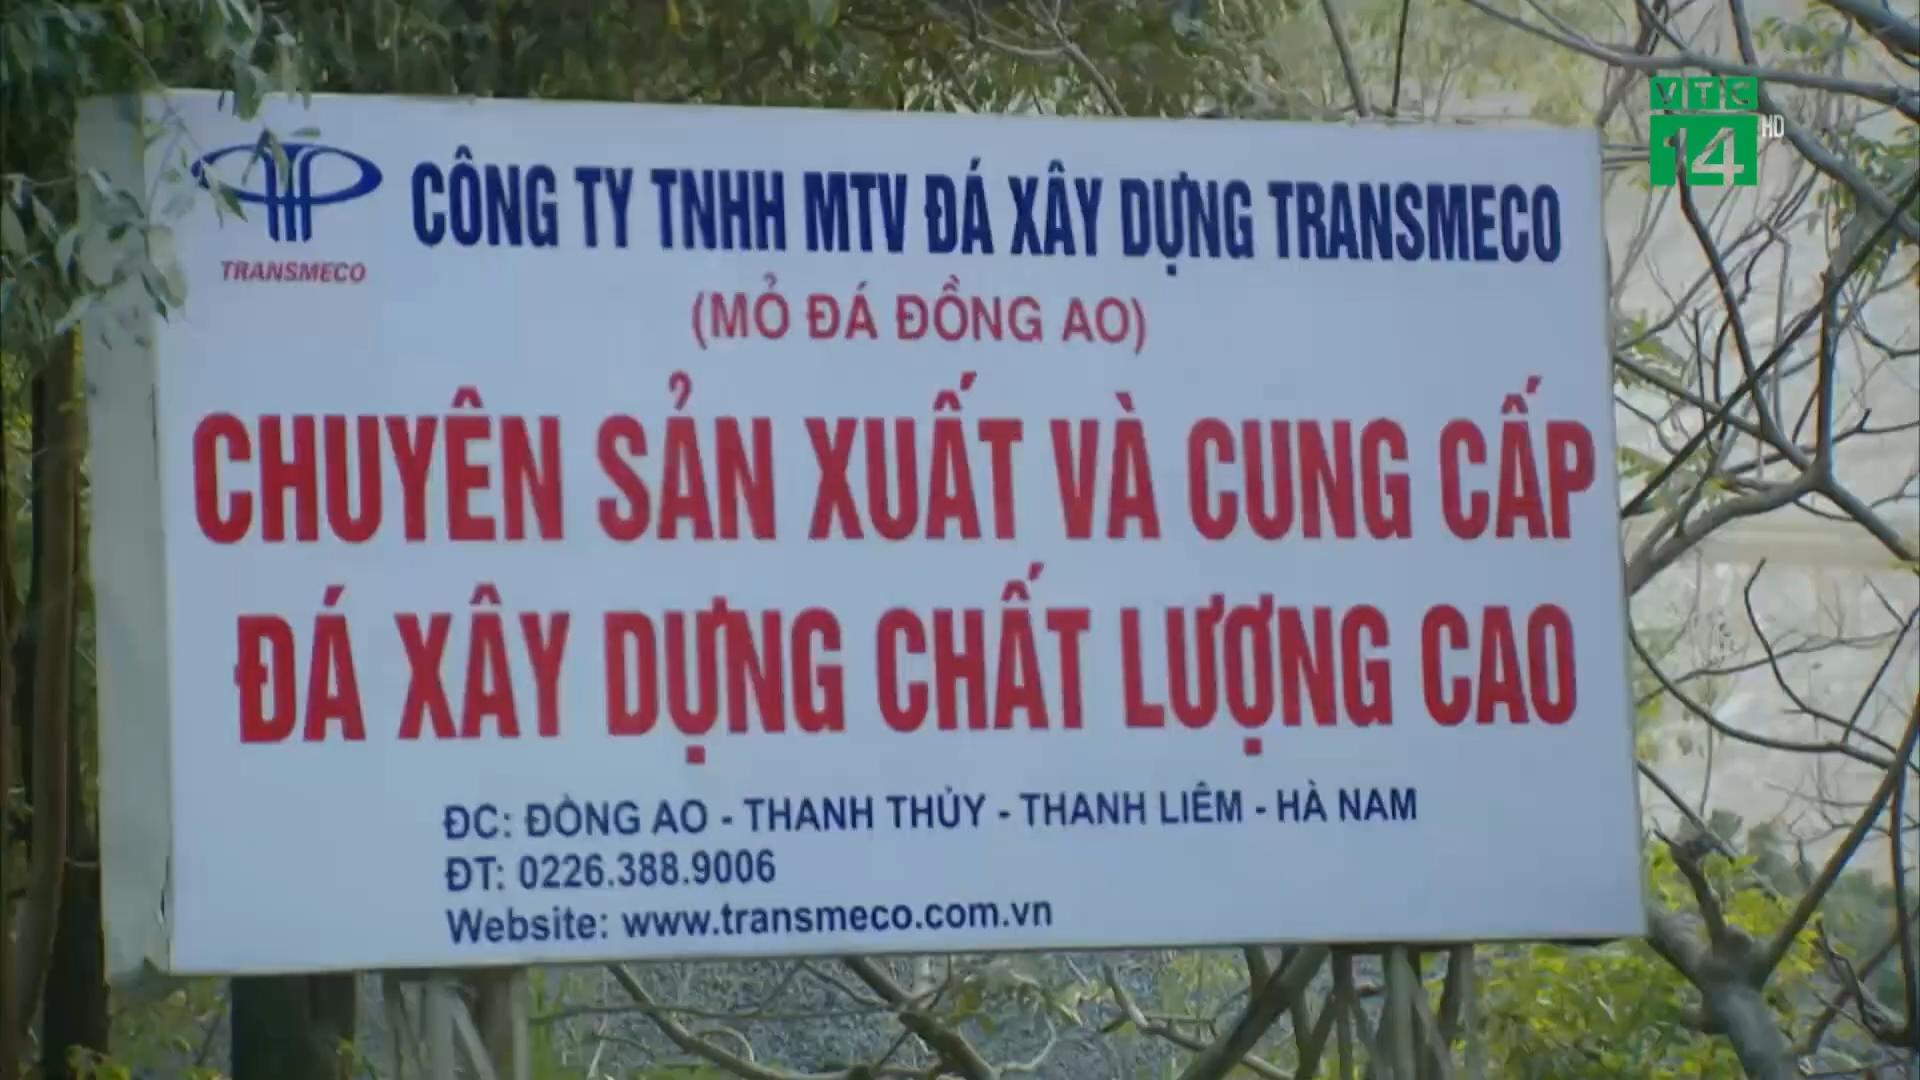 VTC
14 HD
TRANSMECO
CÔNG TY TNHH MTV ĐÁ XÂY DỰNG TRANSMECO
(MỎ ĐÁ ĐỒNG AO)
CHUYÊN SẢN XUẤT VÀ CUNG CẤP
ĐÁ XÂY DỰNG CHẤT LƯỢNG CAO
ĐC: ĐỒNG AO - THANH THỦY - THANH LIÊM - HÀ NAM
ĐT: 0226.388.9006
Website: www.transmeco.com.vn